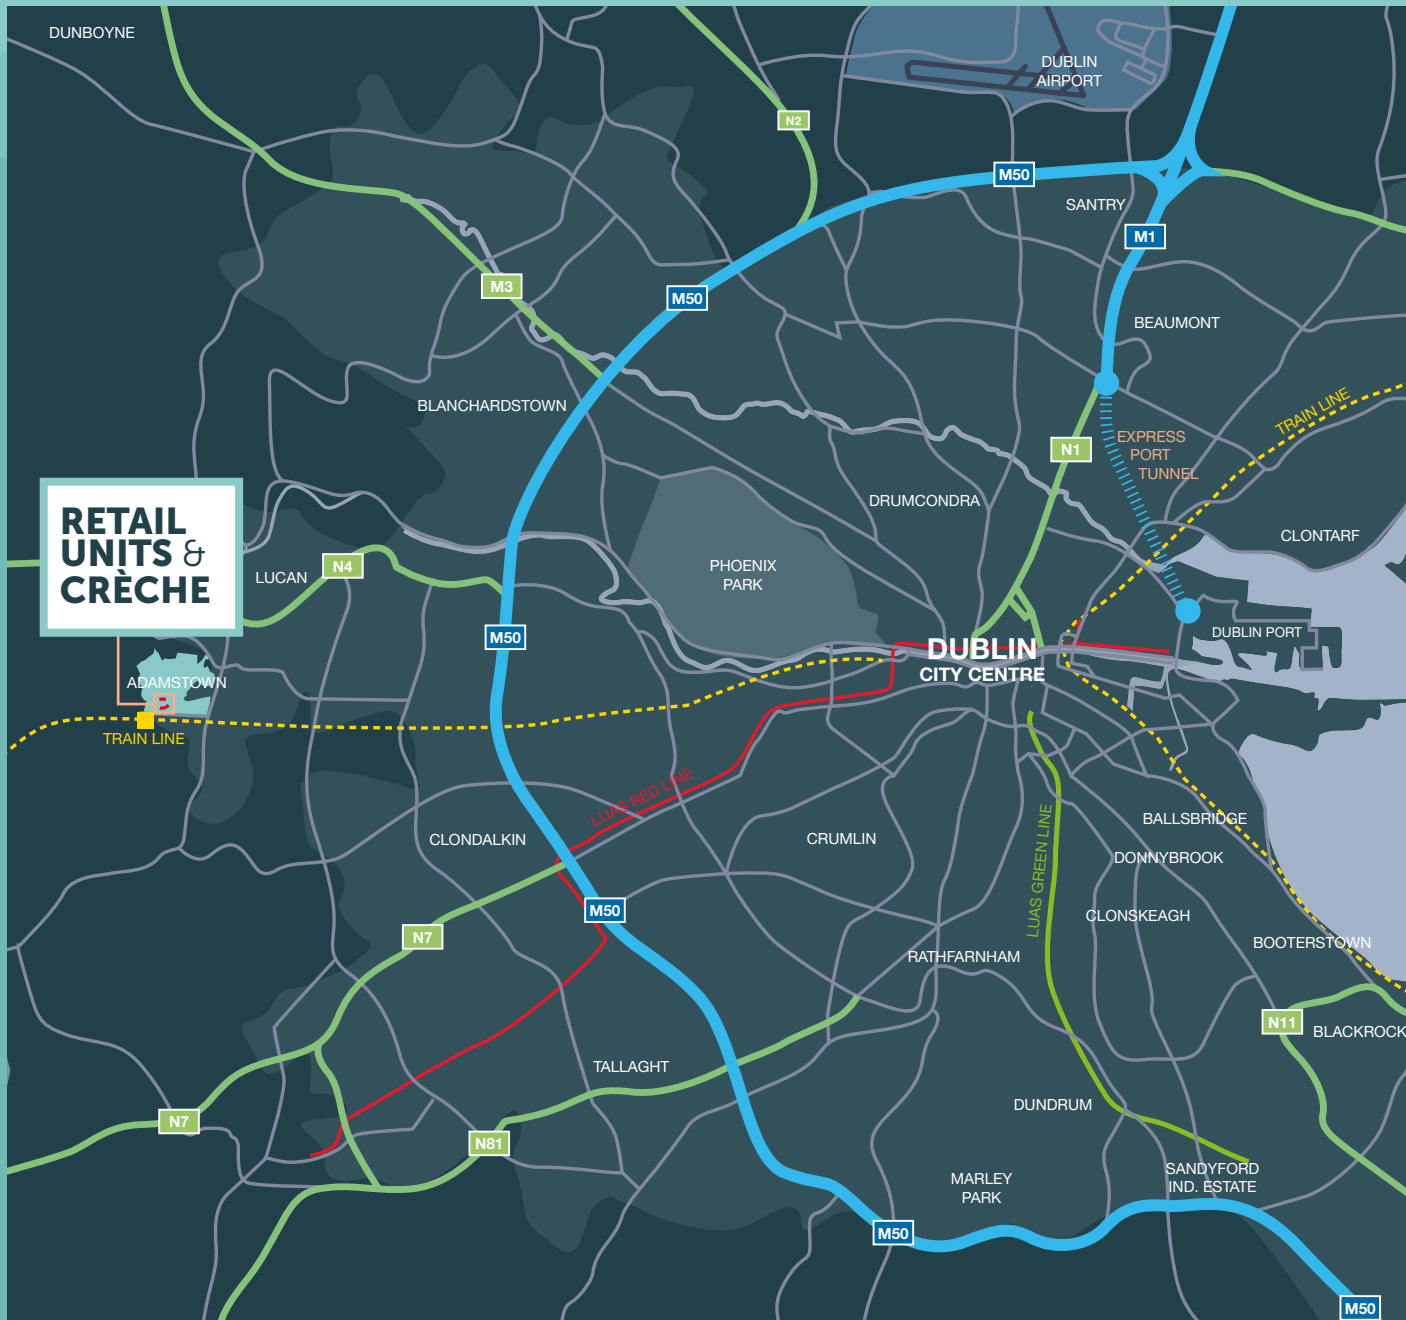 DUNBOYNE
DUBLIN
AIRPORT
N2
M50
SANTRY
M1
M3
M50
BEAUMONT
BLANCHARDSTOWN
TRAIN LINE
EXPRESS
PORT
TUNNEL
N1
DRUMCONDRA
CLONTARF
RETAIL
UNITS &
CRÈCHE
LUCAN
N4
PHOENIX
PARK
M50
DUBLIN PORT
DUBLIN
CITY CENTRE
ADAMSTOWN
TRAIN LINE
LUAS RED LINE
LUAS GREEN LINE
CLONDALKIN
CRUMLIN
BALLSBRIDGE
DONNYBROOK
M50
CLONSKEAGH
N7
BOOTERSTOWN
RATHFARNHAM
N11
BLACKROCK
TALLAGHT
DUNDRUM
N7
N81
SANDYFORD
IND. ESTATE
MARLEY
PARK
M50
M50